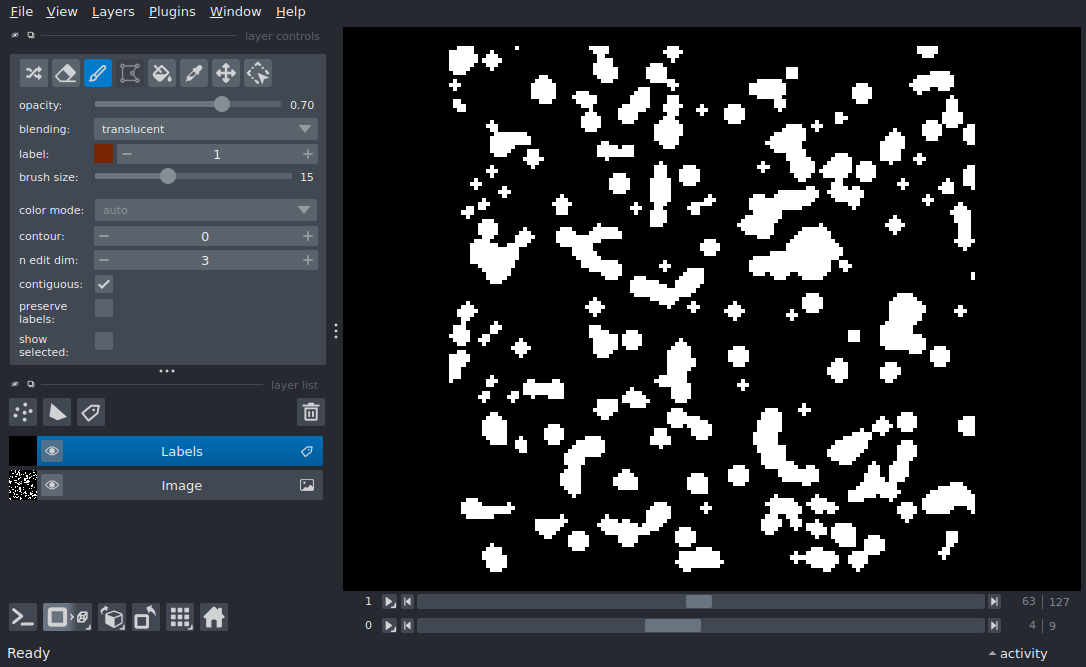 File View Layers Plugins Window Help
layer controls
opacity: 0.70
blending: translucent
label: 1
brush size: 15
color mode: auto
contour: 0
n edit dim: 3
contiguous:
preserve
labels:
show
selected:
layer list
Labels
Image
1 63 | 127
0 4 | 9
Ready activity